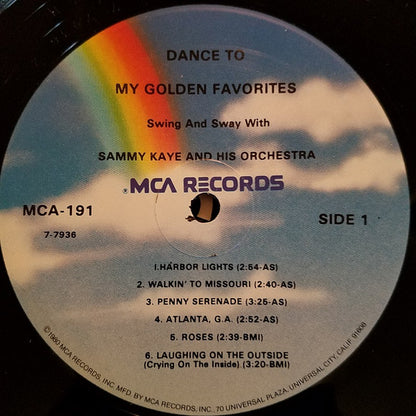 DANCE TO
MY GOLDEN FAVORITES
Swing And Sway With
SAMMY KAYE AND HIS ORCHESTRA
®MCA RECORDS
MCA-191
SIDE 1
7-7936
1.HARBOR LIGHTS (2:54-AS)
2. WALKIN' TO MISSOURI (2:40-AS)
3. PENNY SERENADE (3:25-AS)
4. ATLANTA, G.A. (2:52-AS)
5. ROSES (2:39-BMI)
6. LAUGHING ON THE OUTSIDE
(Crying On The Inside) (3:20-BMI)
©1980 MCA RECORDS, INC. MFD. BY MCA RECORDS, INC., 70 UNIVERSAL PLAZA, UNIVERSAL CITY, CALIF. 91608